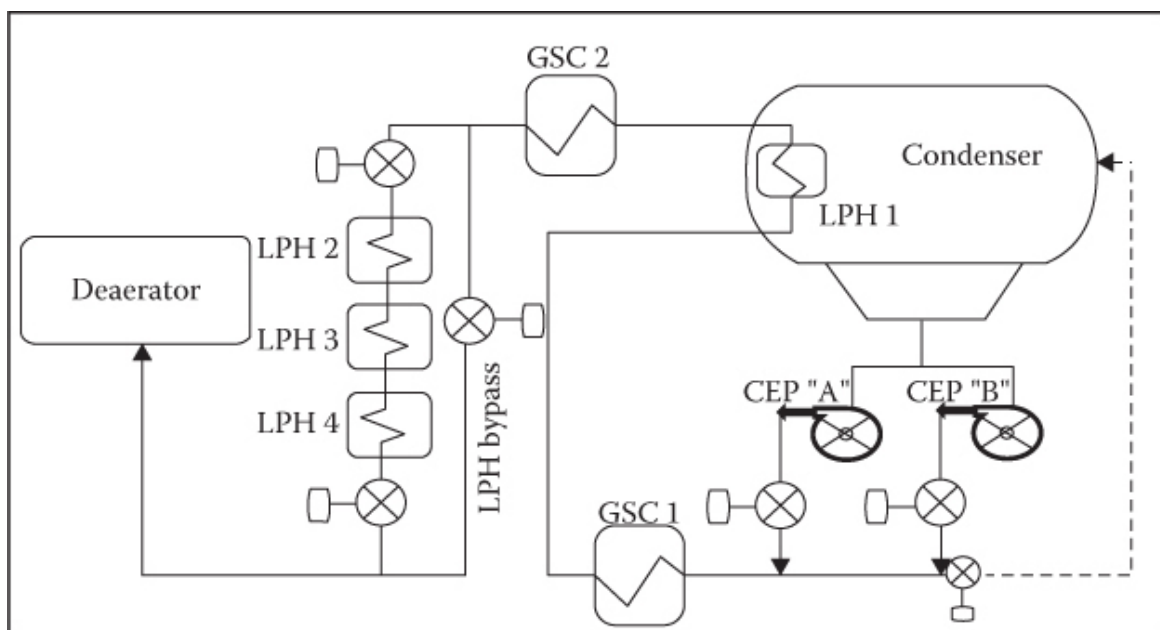 GSC 2
Condenser
LPH 1
LPH 2
Deaerator
LPH 3
LPH 4
LPH bypass
CEP "A"
CEP "B"
GSC 1